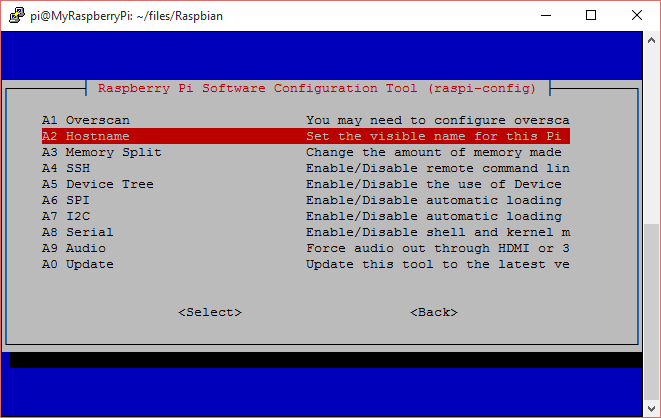 pi@MyRaspberryPi: ~/files/Raspbian
Raspberry Pi Software Configuration Tool (raspi-config)
A1 Overscan You may need to configure oversca
A2 Hostname Set the visible name for this Pi
A3 Memory Split Change the amount of memory made
A4 SSH Enable/Disable remote command lin
A5 Device Tree Enable/Disable the use of Device
A6 SPI Enable/Disable automatic loading
A7 I2C Enable/Disable automatic loading
A8 Serial Enable/Disable shell and kernel m
A9 Audio Force audio out through HDMI or 3
A0 Update Update this tool to the latest ve
<Select> <Back>